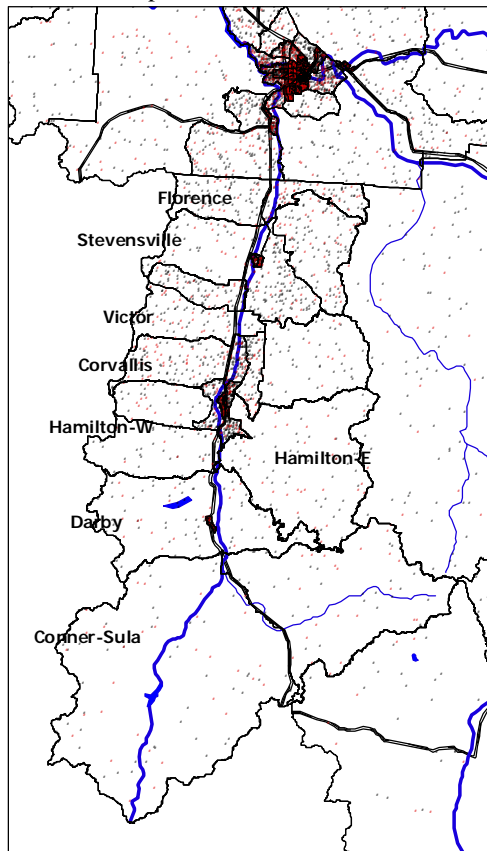 Florence
Stevensville
Victor
Corvallis
Hamilton-W
Hamilton-E
Darby
Conner-Sula